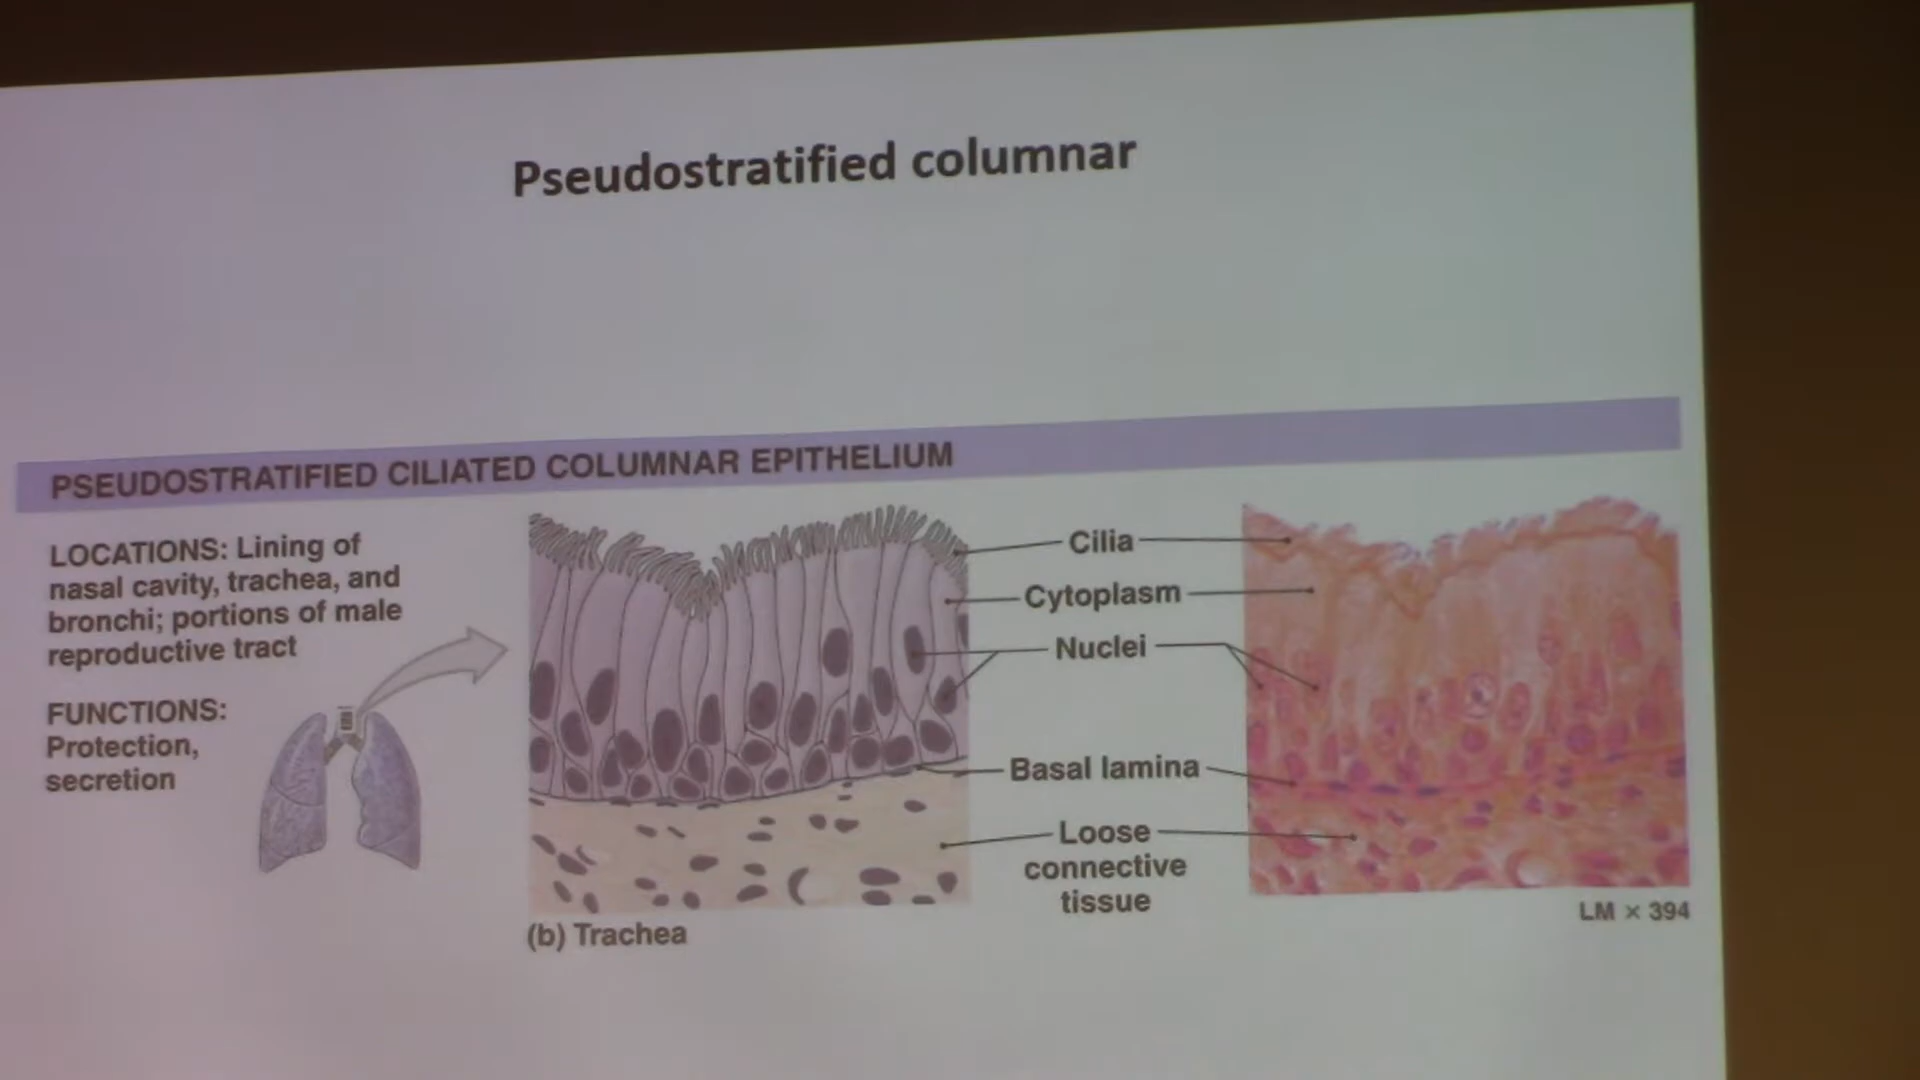 Pseudostratified columnar
PSEUDOSTRATIFIED CILIATED COLUMNAR EPITHELIUM
LOCATIONS: Lining of
nasal cavity, trachea, and
bronchi; portions of male
reproductive tract
FUNCTIONS:
Protection,
secretion
Cilia
Cytoplasm
Nuclei
Basal lamina
Loose
connective
tissue
(b) Trachea
LM × 394